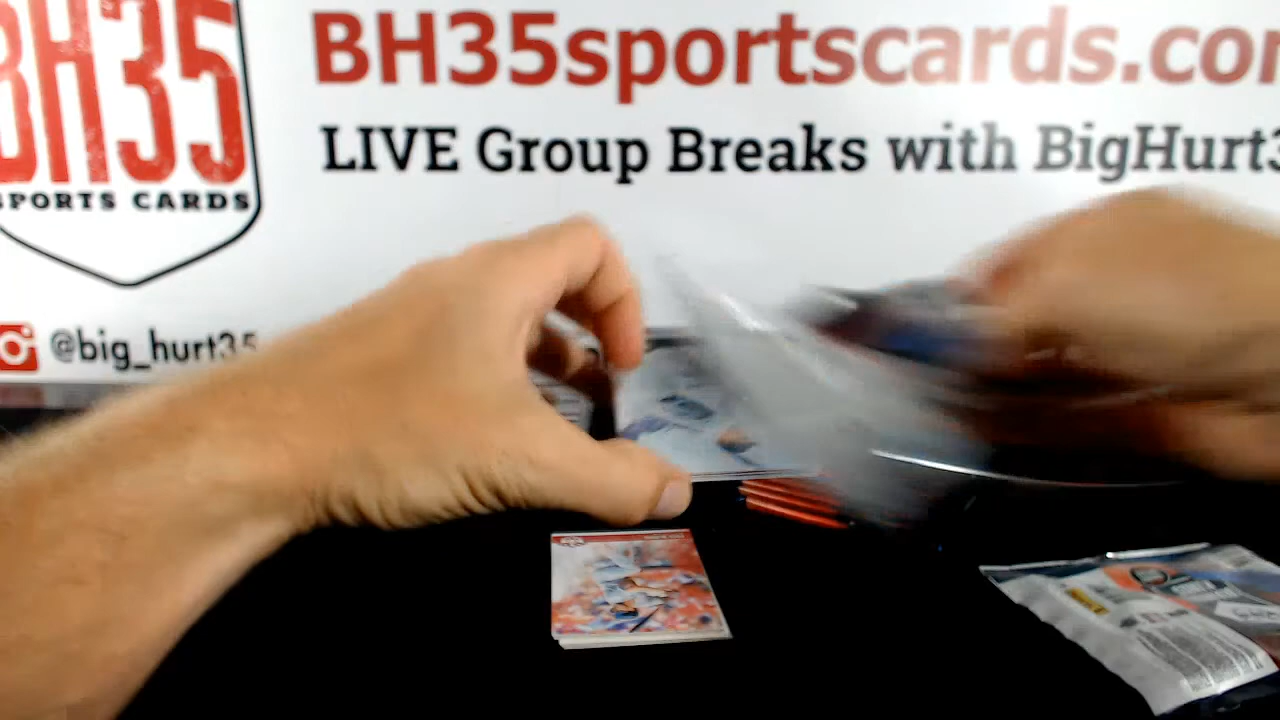 BH35
SPORTS CARDS
BH35sportscards.co
LIVE Group Breaks with BigHurt3
@big_hurt35